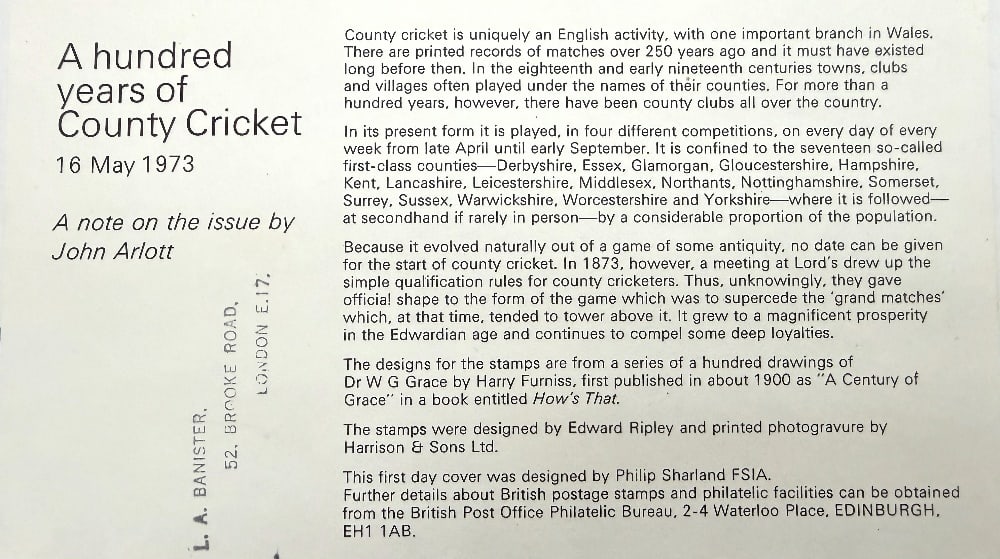 A hundred
years of
County Cricket
16 May 1973
A note on the issue by
John Arlott
L. A. BANISTER,
52, BROOKE ROAD,
LONDON E.17.
County cricket is uniquely an English activity, with one important branch in Wales.
There are printed records of matches over 250 years ago and it must have existed
long before then. In the eighteenth and early nineteenth centuries towns, clubs
and villages often played under the names of their counties. For more than a
hundred years, however, there have been county clubs all over the country.
In its present form it is played, in four different competitions, on every day of every
week from late April until early September. It is confined to the seventeen so-called
first-class counties—Derbyshire, Essex, Glamorgan, Gloucestershire, Hampshire,
Kent, Lancashire, Leicestershire, Middlesex, Northants, Nottinghamshire, Somerset,
Surrey, Sussex, Warwickshire, Worcestershire and Yorkshire—where it is followed—
at secondhand if rarely in person—by a considerable proportion of the population.
Because it evolved naturally out of a game of some antiquity, no date can be given
for the start of county cricket. In 1873, however, a meeting at Lord's drew up the
simple qualification rules for county cricketers. Thus, unknowingly, they gave
official shape to the form of the game which was to supercede the 'grand matches'
which, at that time, tended to tower above it. It grew to a magnificent prosperity
in the Edwardian age and continues to compel some deep loyalties.
The designs for the stamps are from a series of a hundred drawings of
Dr W G Grace by Harry Furniss, first published in about 1900 as "A Century of
Grace" in a book entitled How's That.
The stamps were designed by Edward Ripley and printed photogravure by
Harrison & Sons Ltd.
This first day cover was designed by Philip Sharland FSIA.
Further details about British postage stamps and philatelic facilities can be obtained
from the British Post Office Philatelic Bureau, 2-4 Waterloo Place, EDINBURGH,
EH1 1AB.